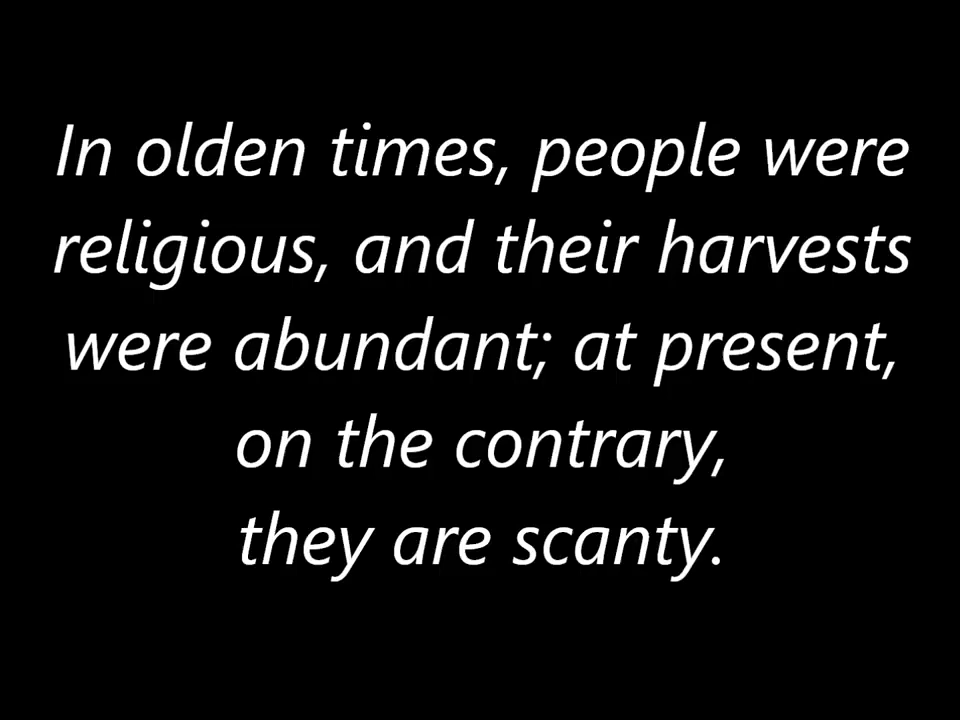 In olden times, people were
religious, and their harvests
were abundant; at present,
on the contrary,
they are scanty.